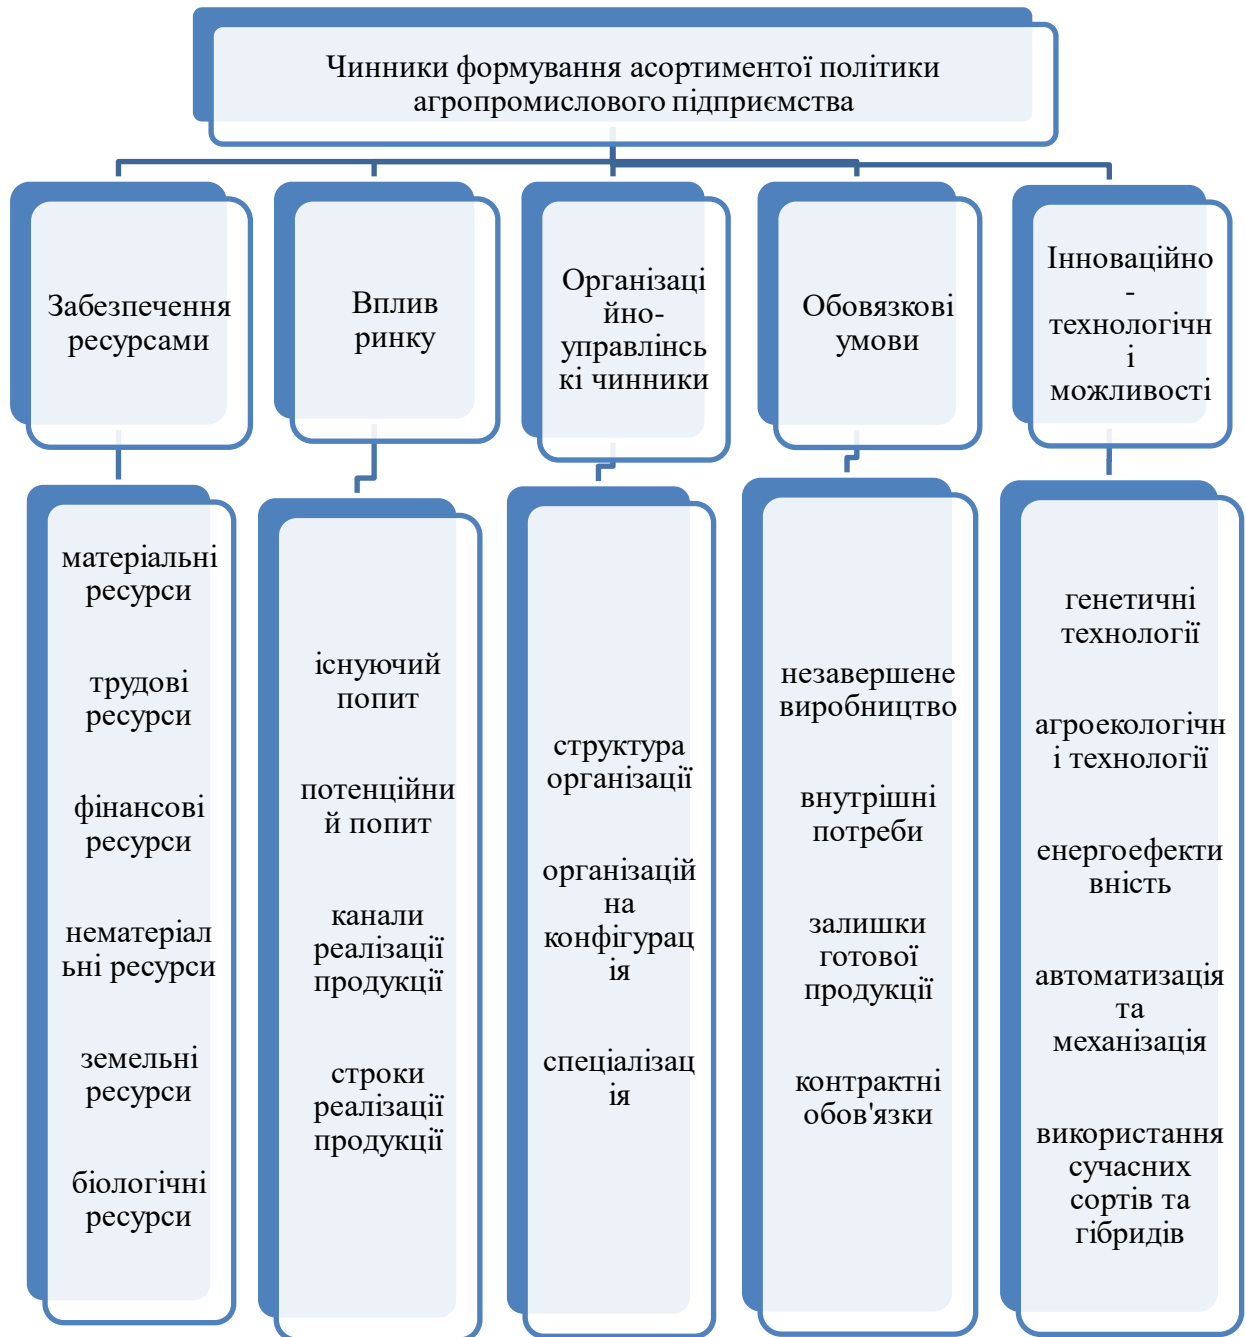 Чинники формування асортиментої політики
агропромислового підприємства
Забезпечення
ресурсами
Вплив
ринку
Організаці
йно-
управлінсь
кі чинники
Обовязкові
умови
Інноваційно
-
технологічн
і
можливості
матеріальні
ресурси
трудові
ресурси
фінансові
ресурси
нематеріал
ьні ресурси
земельні
ресурси
біологічні
ресурси
існуючий
попит
потенційни
й попит
канали
реалізації
продукції
строки
реалізації
продукції
структура
організації
організацій
на
конфігурац
ія
спеціалізац
ія
незавершене
виробництво
внутрішні
потреби
залишки
готової
продукції
контрактні
обов'язки
генетичні
технології
агроекологічн
і технології
енергоефекти
вність
автоматизація
та
механізація
використання
сучасних
сортів та
гібридів